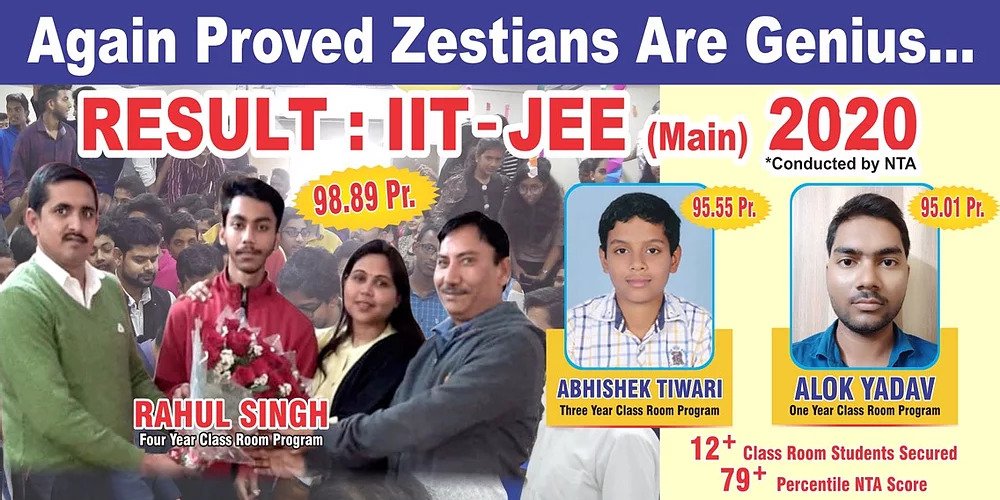 Again Proved Zestians Are Genius...
RESULT : IIT-JEE (Main) 2020
*Conducted by NTA
98.89 Pr.
RAHUL SINGH
Four Year Class Room Program
95.55 Pr.
ABHISHEK TIWARI
Three Year Class Room Program
95.01 Pr.
ALOK YADAV
One Year Class Room Program
12+ Class Room Students Secured
79+ Percentile NTA Score